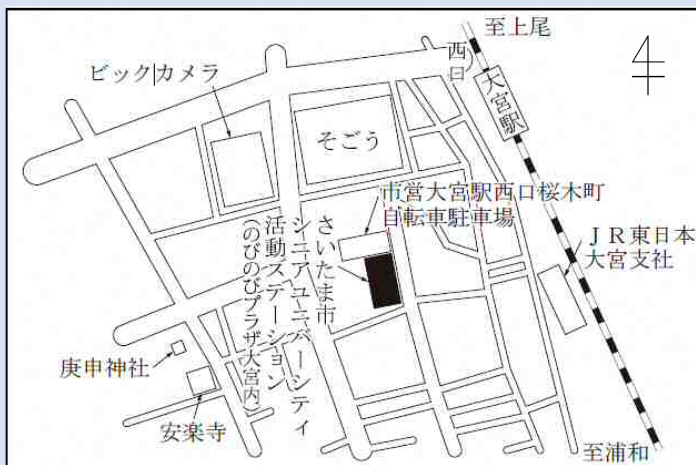 至上尾
西口
大宮駅
ビックカメラ
そごう
市営大宮駅西口桜木町
自転車駐車場
ＪＲ東日本
大宮支社
さいたま市
シニアユニバーシティ
活動ステーション
（のびのびプラザ大宮内）
庚申神社
安楽寺
至浦和